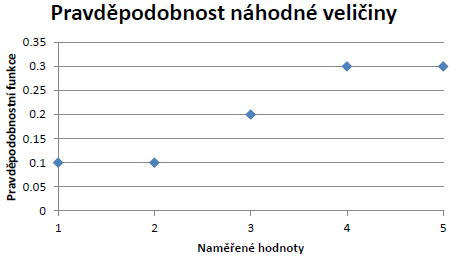 Pravděpodobnost náhodné veličiny
Pravděpodobnostní funkce
0.35
0.3
0.25
0.2
0.15
0.1
0.05
0
1 2 3 4 5
Naměřené hodnoty